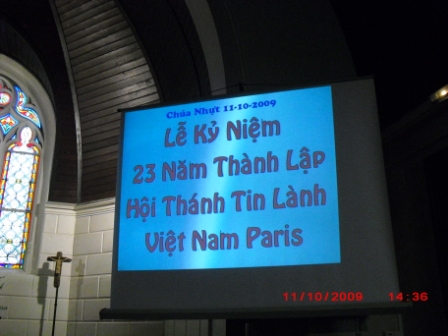 Chúa Nhựt 11-10-2009
Lễ Kỷ Niệm
23 Năm Thành Lập
Hội Thánh Tin Lành
Việt Nam Paris
11/10/2009 14:36